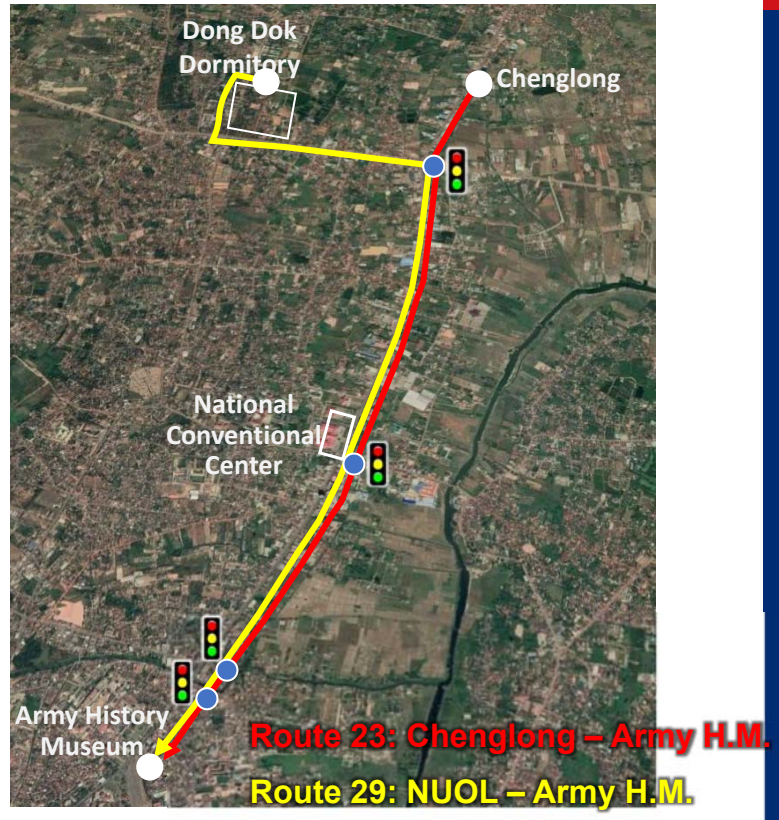 Dong Dok
Dormitory
Chenglong
National
Conventional
Center
Army History
Museum
Route 23: Chenglong – Army H.M.
Route 29: NUOL – Army H.M.